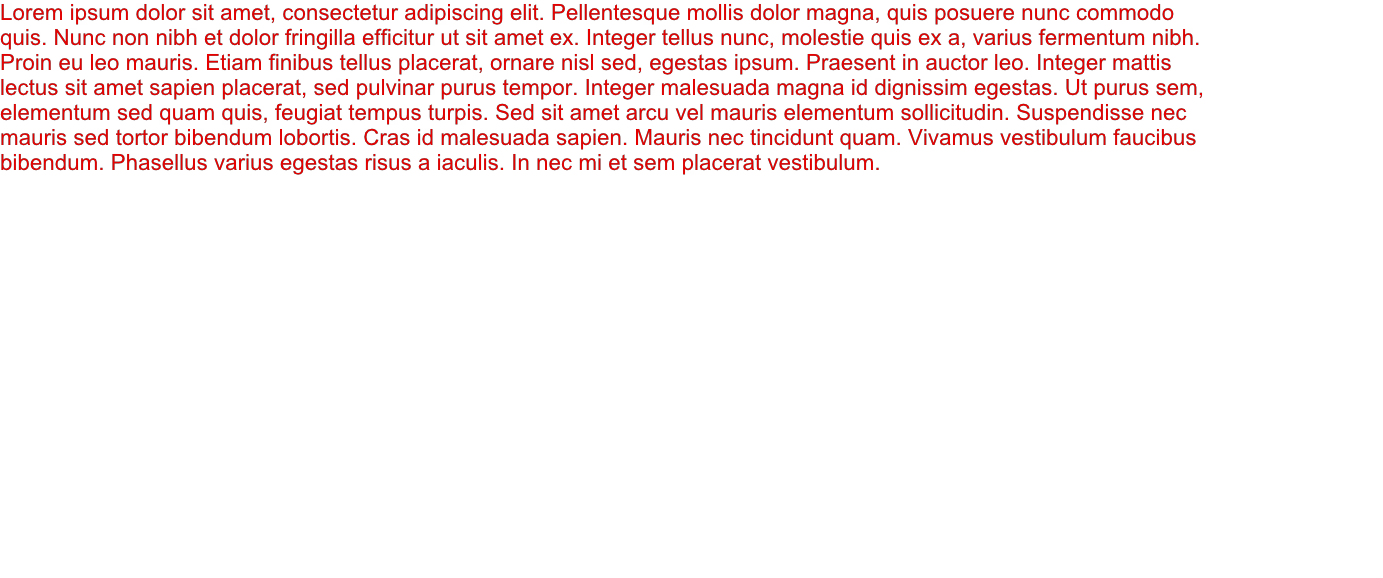 Lorem ipsum dolor sit amet, consectetur adipiscing elit. Pellentesque mollis dolor magna, quis posuere nunc commodo
quis. Nunc non nibh et dolor fringilla efficitur ut sit amet ex. Integer tellus nunc, molestie quis ex a, varius fermentum nibh.
Proin eu leo mauris. Etiam finibus tellus placerat, ornare nisl sed, egestas ipsum. Praesent in auctor leo. Integer mattis
lectus sit amet sapien placerat, sed pulvinar purus tempor. Integer malesuada magna id dignissim egestas. Ut purus sem,
elementum sed quam quis, feugiat tempus turpis. Sed sit amet arcu vel mauris elementum sollicitudin. Suspendisse nec
mauris sed tortor bibendum lobortis. Cras id malesuada sapien. Mauris nec tincidunt quam. Vivamus vestibulum faucibus
bibendum. Phasellus varius egestas risus a iaculis. In nec mi et sem placerat vestibulum.